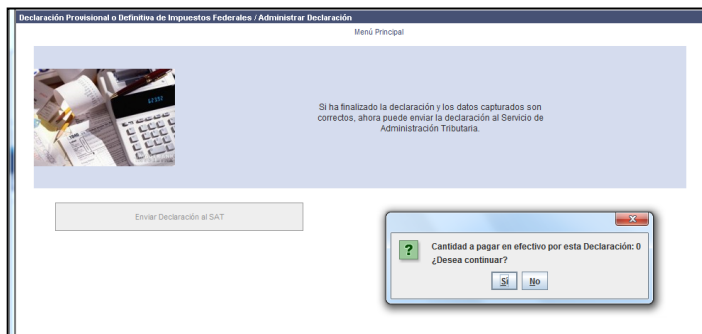 Declaración Provisional o Definitiva de Impuestos Federales / Administrar Declaración
Menú Principal
Si ha finalizado la declaración y los datos capturados son
correctos, ahora puede enviar la declaración al Servicio de
Administración Tributaria.
Enviar Declaración al SAT
Cantidad a pagar en efectivo por esta Declaración: 0
¿Desea continuar?
Sí No